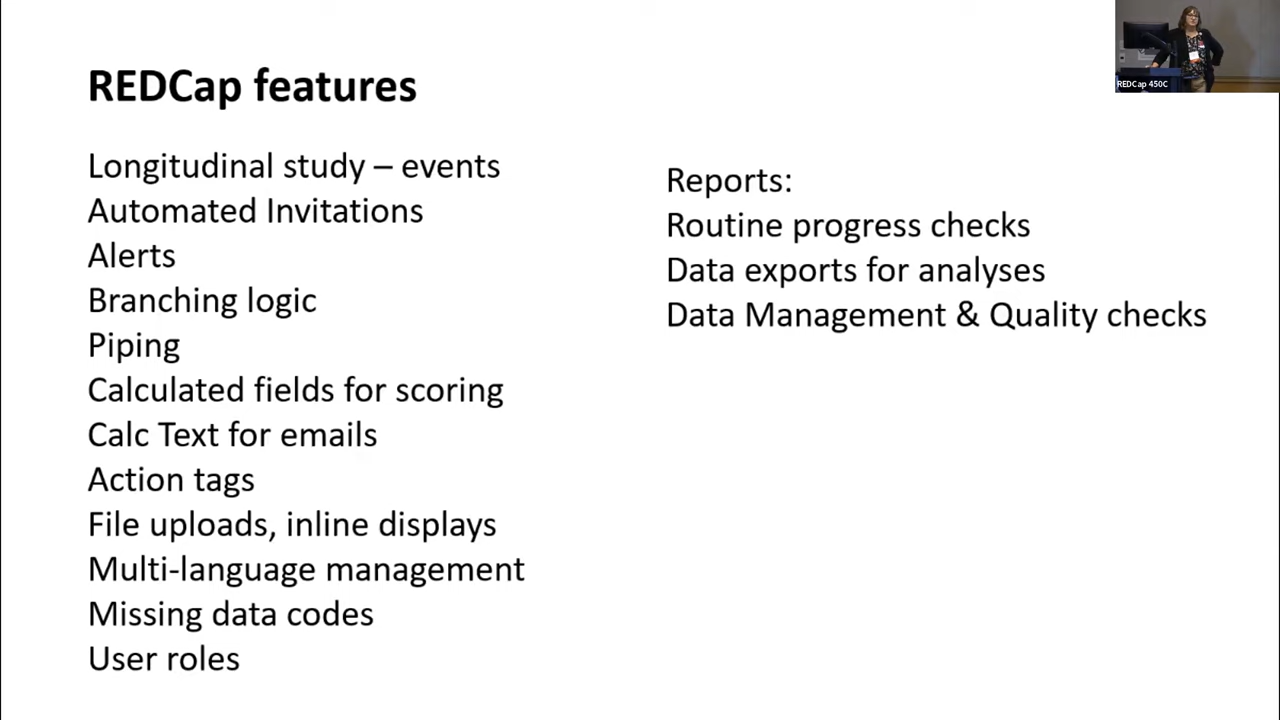 REDCap features
Longitudinal study – events
Automated Invitations
Alerts
Branching logic
Piping
Calculated fields for scoring
Calc Text for emails
Action tags
File uploads, inline displays
Multi-language management
Missing data codes
User roles
Reports:
Routine progress checks
Data exports for analyses
Data Management & Quality checks
REDCap 450C